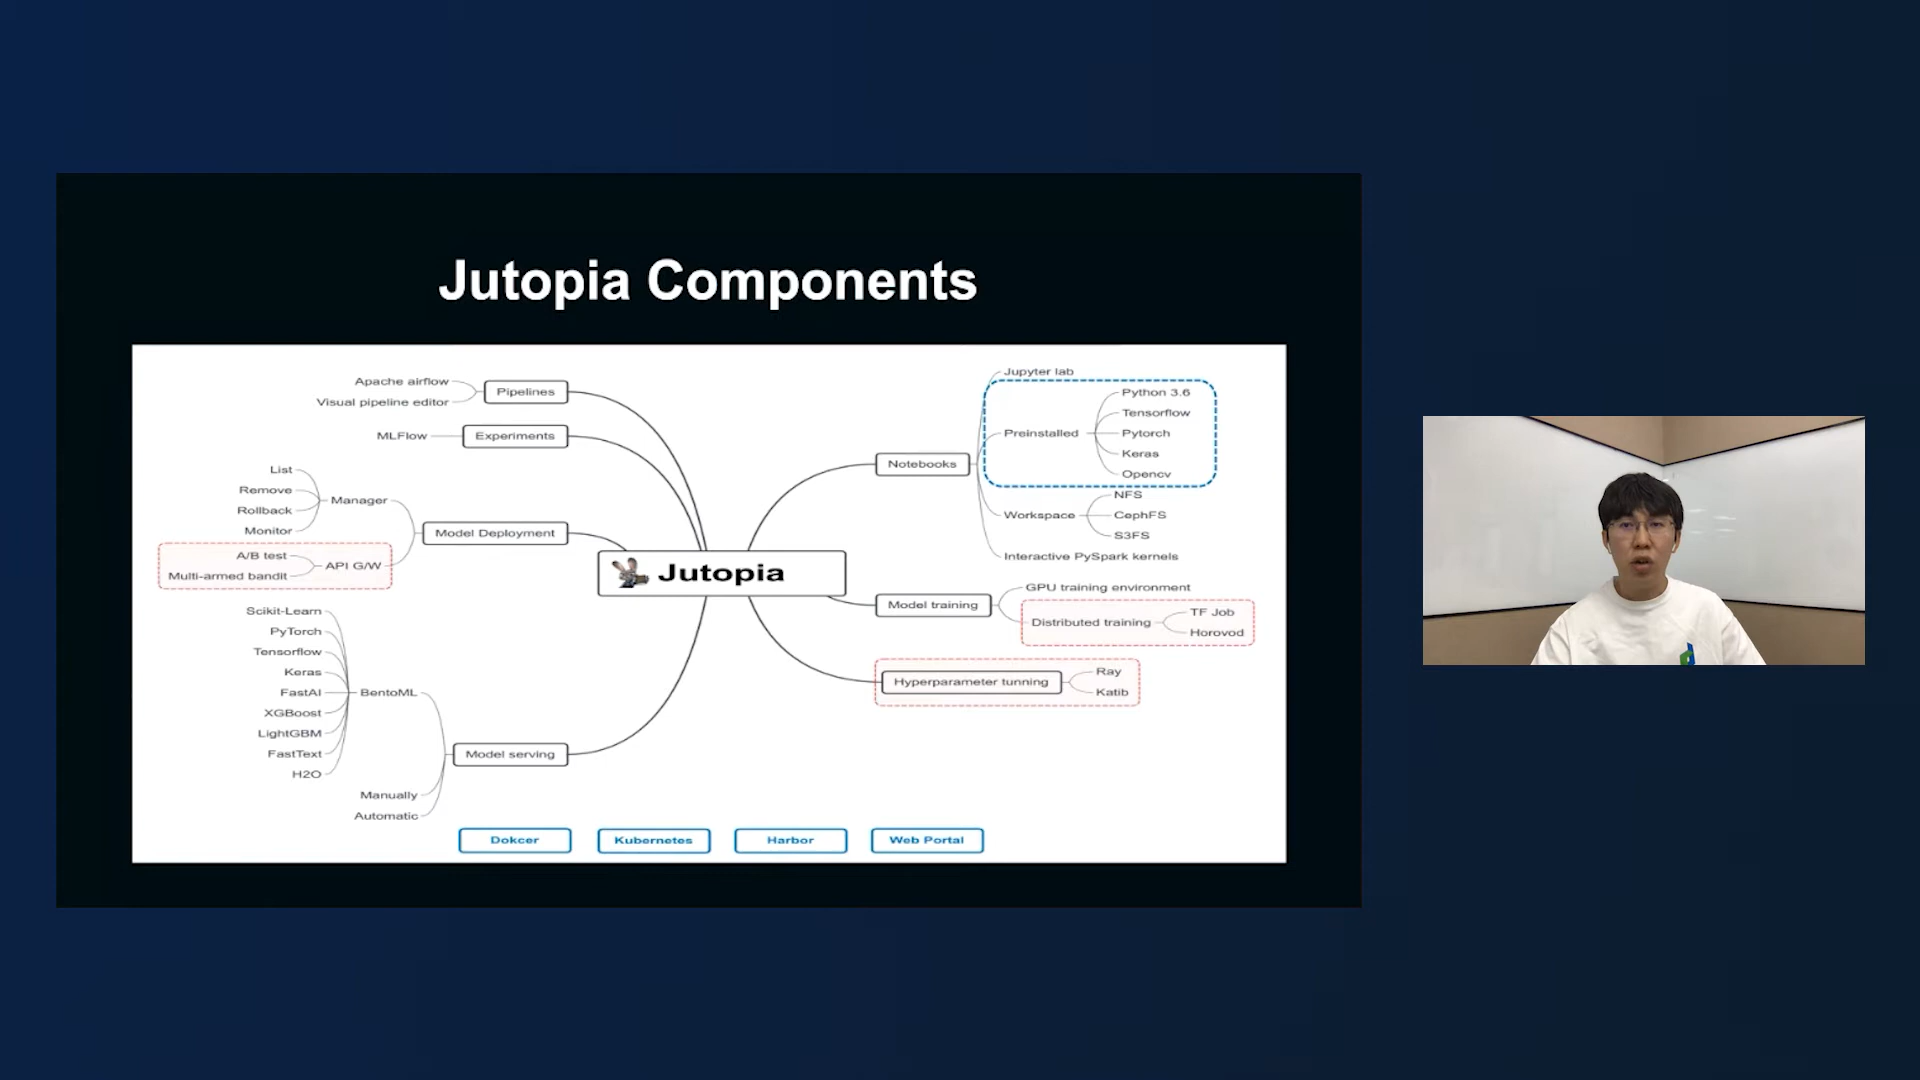 Jutopia Components
Apache airflow
Visual pipeline editor
Pipelines
MLFlow
Experiments
List
Remove
Rollback
Monitor
Manager
A/B test
Multi-armed bandit
API G/W
Model Deployment
Scikit-Learn
PyTorch
Tensorflow
Keras
FastAI
XGBoost
LightGBM
FastText
H2O
BentoML
Manually
Automatic
Model serving
Jutopia
Notebooks
Jupyter lab
Preinstalled
Python 3.6
Tensorflow
Pytorch
Keras
Opencv
Workspace
NFS
CephFS
S3FS
Interactive PySpark kernels
Model training
GPU training environment
Distributed training
TF Job
Horovod
Hyperparameter tunning
Ray
Katib
Dokcer
Kubernetes
Harbor
Web Portal